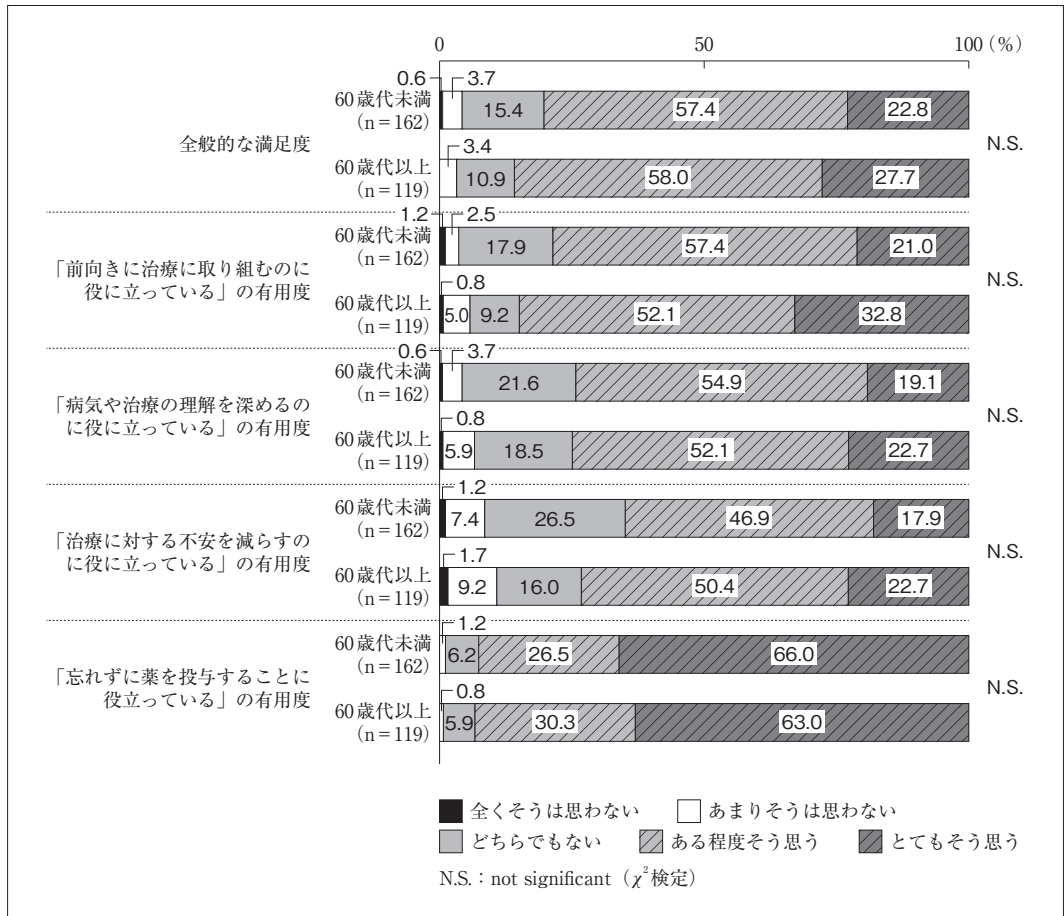 0 50 100（%）
全般的な満足度
60歳代未満
（n＝162）
0.6 3.7 15.4 57.4 22.8
60歳代以上
（n＝119）
3.4 10.9 58.0 27.7
N.S.
「前向きに治療に取り組むのに
役に立っている」の有用度
60歳代未満
（n＝162）
1.2 2.5 17.9 57.4 21.0
60歳代以上
（n＝119）
0.8 5.0 9.2 52.1 32.8
N.S.
「病気や治療の理解を深めるの
に役に立っている」の有用度
60歳代未満
（n＝162）
0.6 3.7 21.6 54.9 19.1
60歳代以上
（n＝119）
0.8 5.9 18.5 52.1 22.7
N.S.
「治療に対する不安を減らすの
に役に立っている」の有用度
60歳代未満
（n＝162）
1.2 7.4 26.5 46.9 17.9
60歳代以上
（n＝119）
1.7 9.2 16.0 50.4 22.7
N.S.
「忘れずに薬を投与することに
役立っている」の有用度
60歳代未満
（n＝162）
1.2 6.2 26.5 66.0
60歳代以上
（n＝119）
0.8 5.9 30.3 63.0
N.S.
全くそうは思わない あまりそうは思わない
どちらでもない ある程度そう思う とてもそう思う
N.S.：not significant（χ²検定）